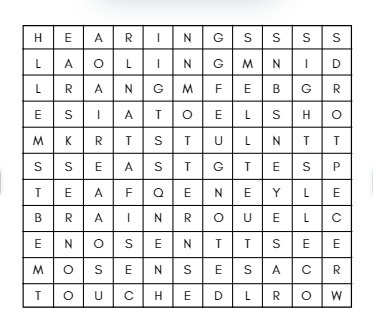 H E A R I N G S S S S
L A O L I N G M N I D
L R A N G M F E B G R
E S I A T O E L S H O
M K R T S T U L N T T
S S E A S T G T E S P
T E A F Q E N E Y L E
B R A I N R O U E L C
E N O S E N T T S E E
M O S E N S E S A C R
T O U C H E D L R O W